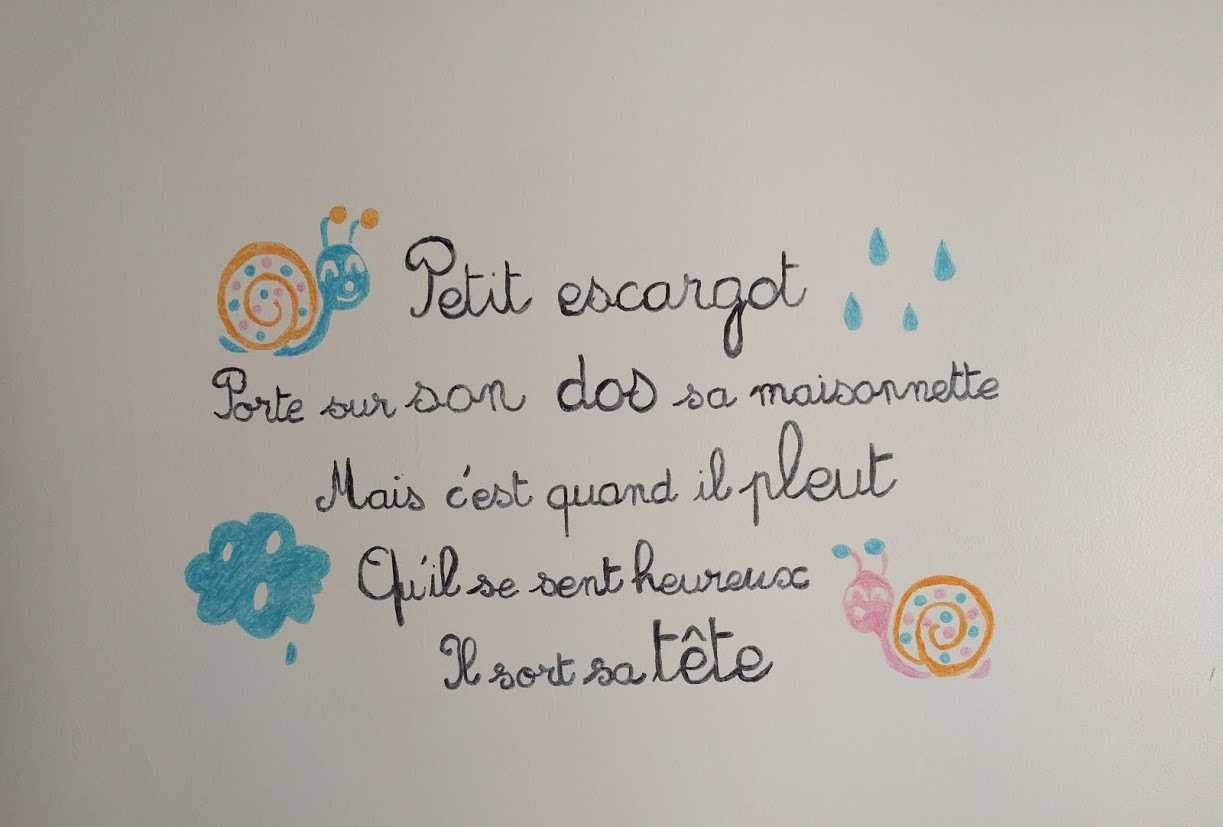 Petit escargot
Porte sur son dos sa maisonnette
Mais c'est quand il pleut
Qu'il se sent heureux
Il sort sa tête